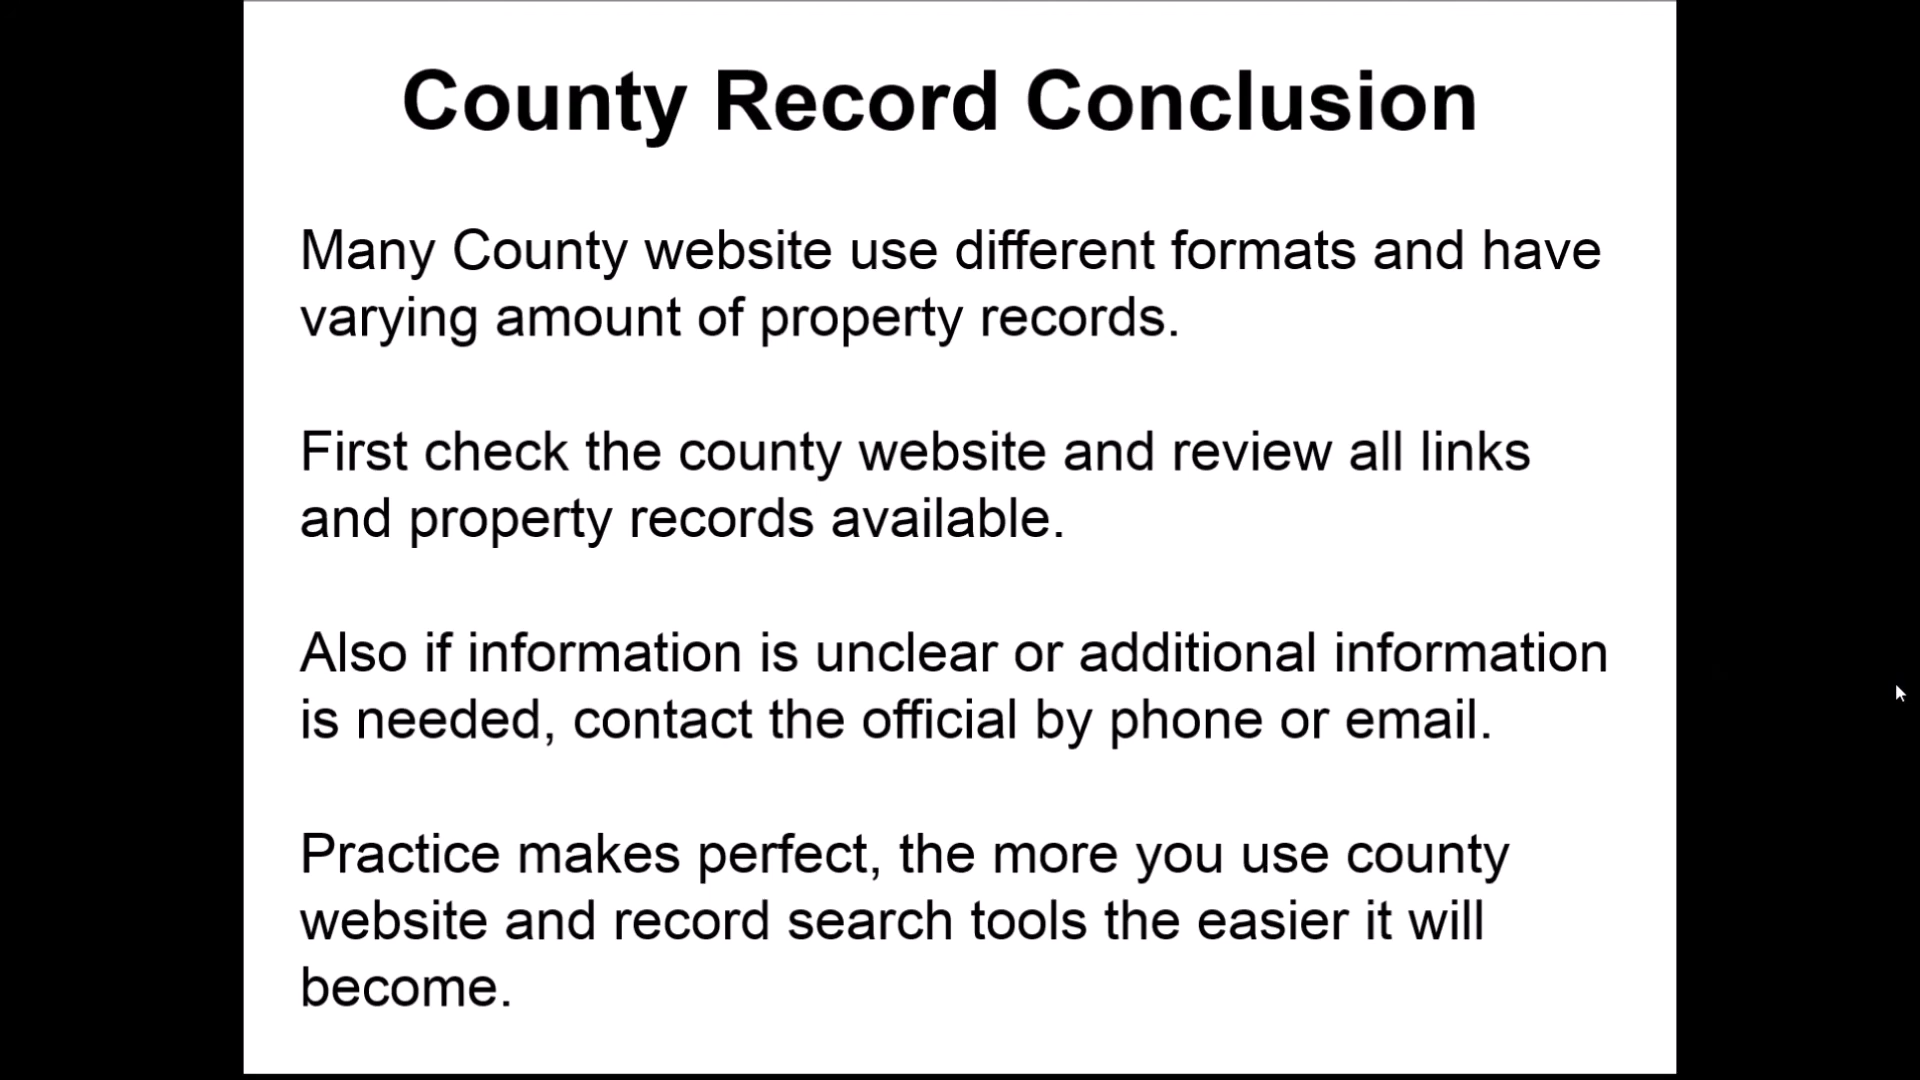 County Record Conclusion
Many County website use different formats and have
varying amount of property records.
First check the county website and review all links
and property records available.
Also if information is unclear or additional information
is needed, contact the official by phone or email.
Practice makes perfect, the more you use county
website and record search tools the easier it will
become.